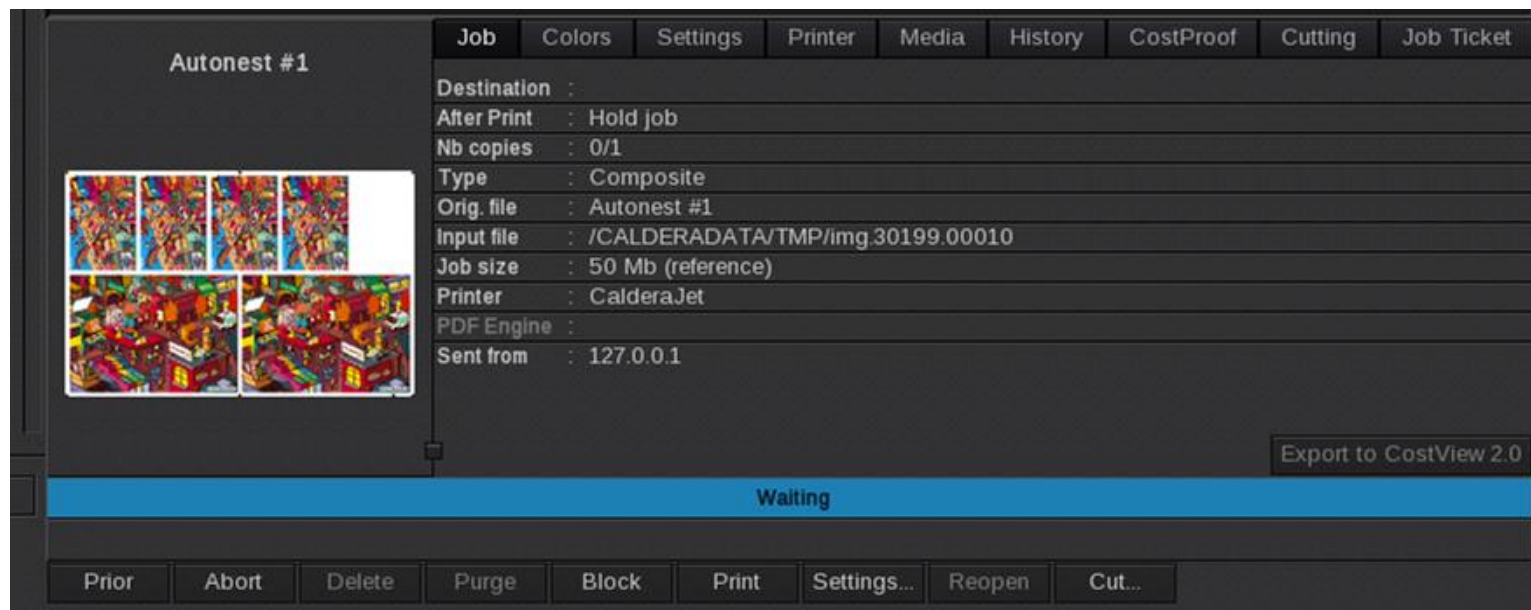 Autonest #1
Job Colors Settings Printer Media History CostProof Cutting Job Ticket
Destination :
After Print : Hold job
Nb copies : 0/1
Type : Composite
Orig. file : Autonest #1
Input file : /CALDERADATA/TMP/img.30199.00010
Job size : 50 Mb (reference)
Printer : CalderaJet
PDF Engine :
Sent from : 127.0.0.1
Export to CostView 2.0
Waiting
Prior Abort Delete Purge Block Print Settings... Reopen Cut...